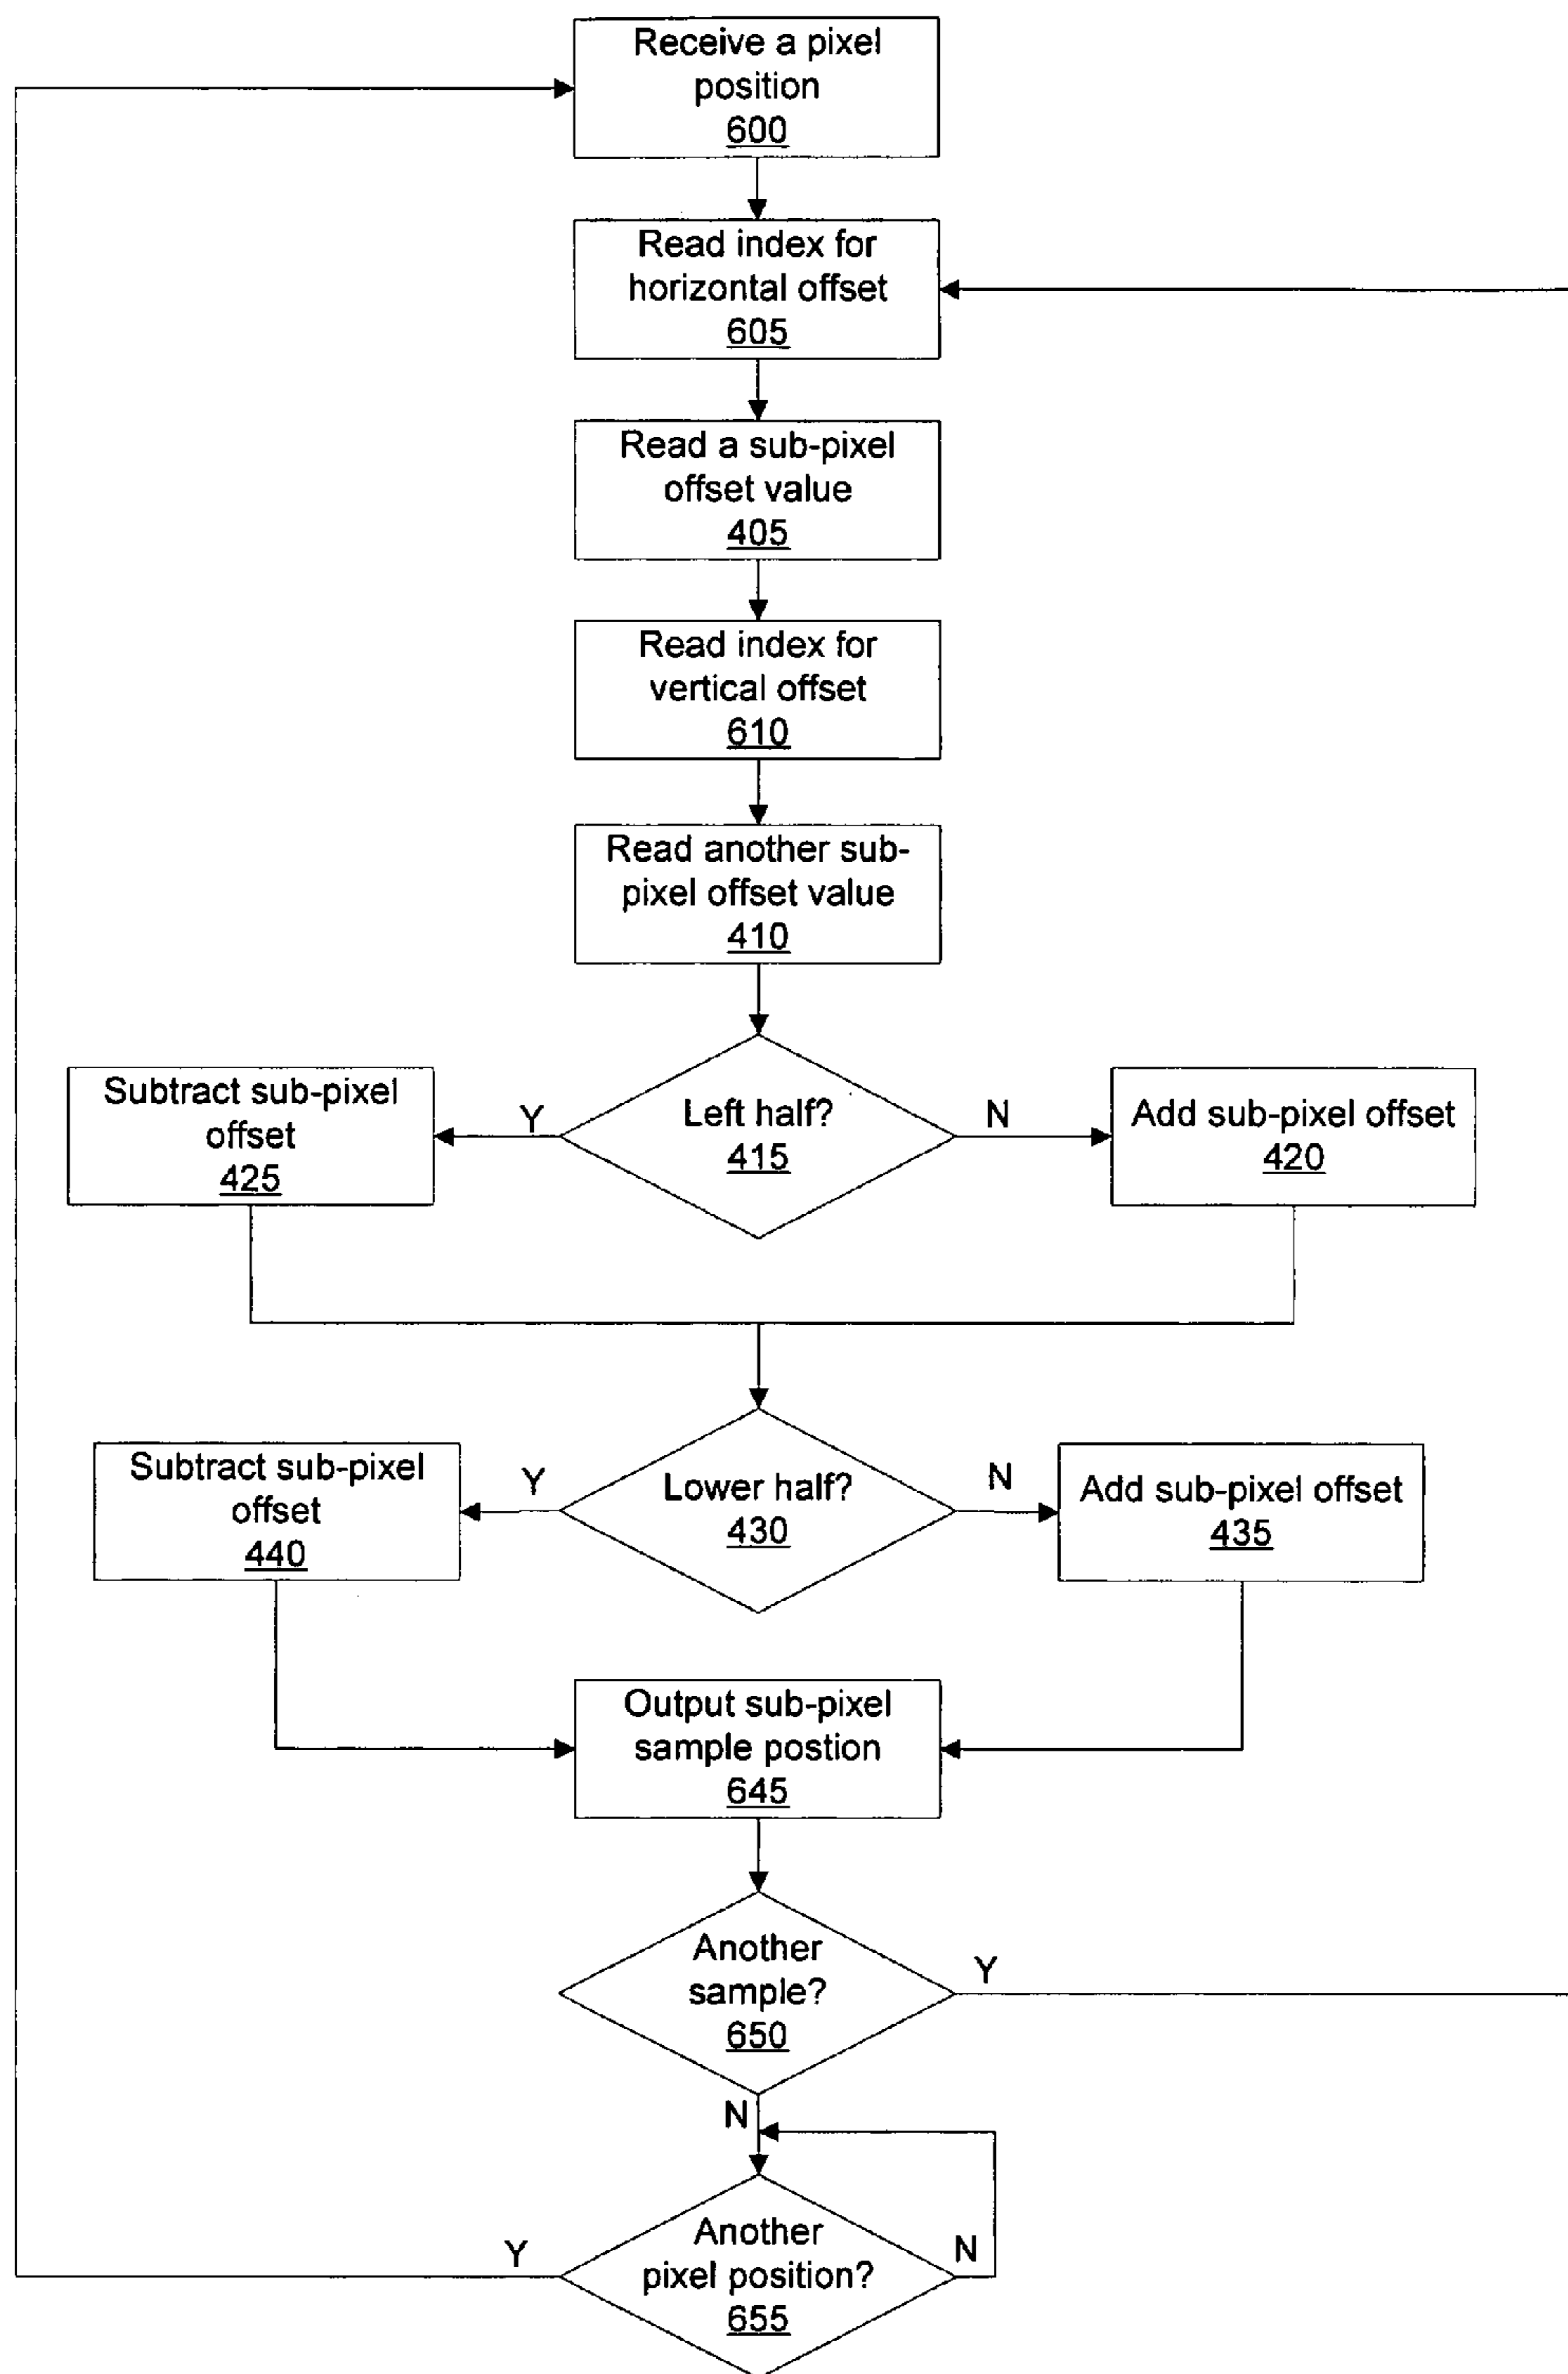 Receive a pixel
position
600
Read index for
horizontal offset
605
Read a sub-pixel
offset value
405
Read index for
vertical offset
610
Read another sub-
pixel offset value
410
Subtract sub-pixel
offset
425
Y
Left half?
415
N
Add sub-pixel offset
420
Subtract sub-pixel
offset
440
Y
Lower half?
430
N
Add sub-pixel offset
435
Output sub-pixel
sample postion
645
Another
sample?
650
Y
N
Y
Another
pixel position?
655
N